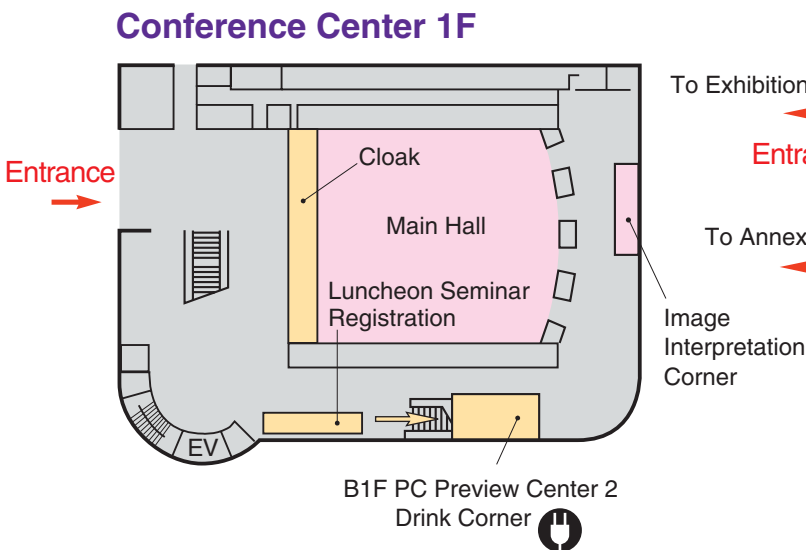 Conference Center 1F
To Exhibition
Entrance
Cloak
Main Hall
To Annex
Luncheon Seminar
Registration
Image
Interpretation
Corner
EV
B1F PC Preview Center 2
Drink Corner